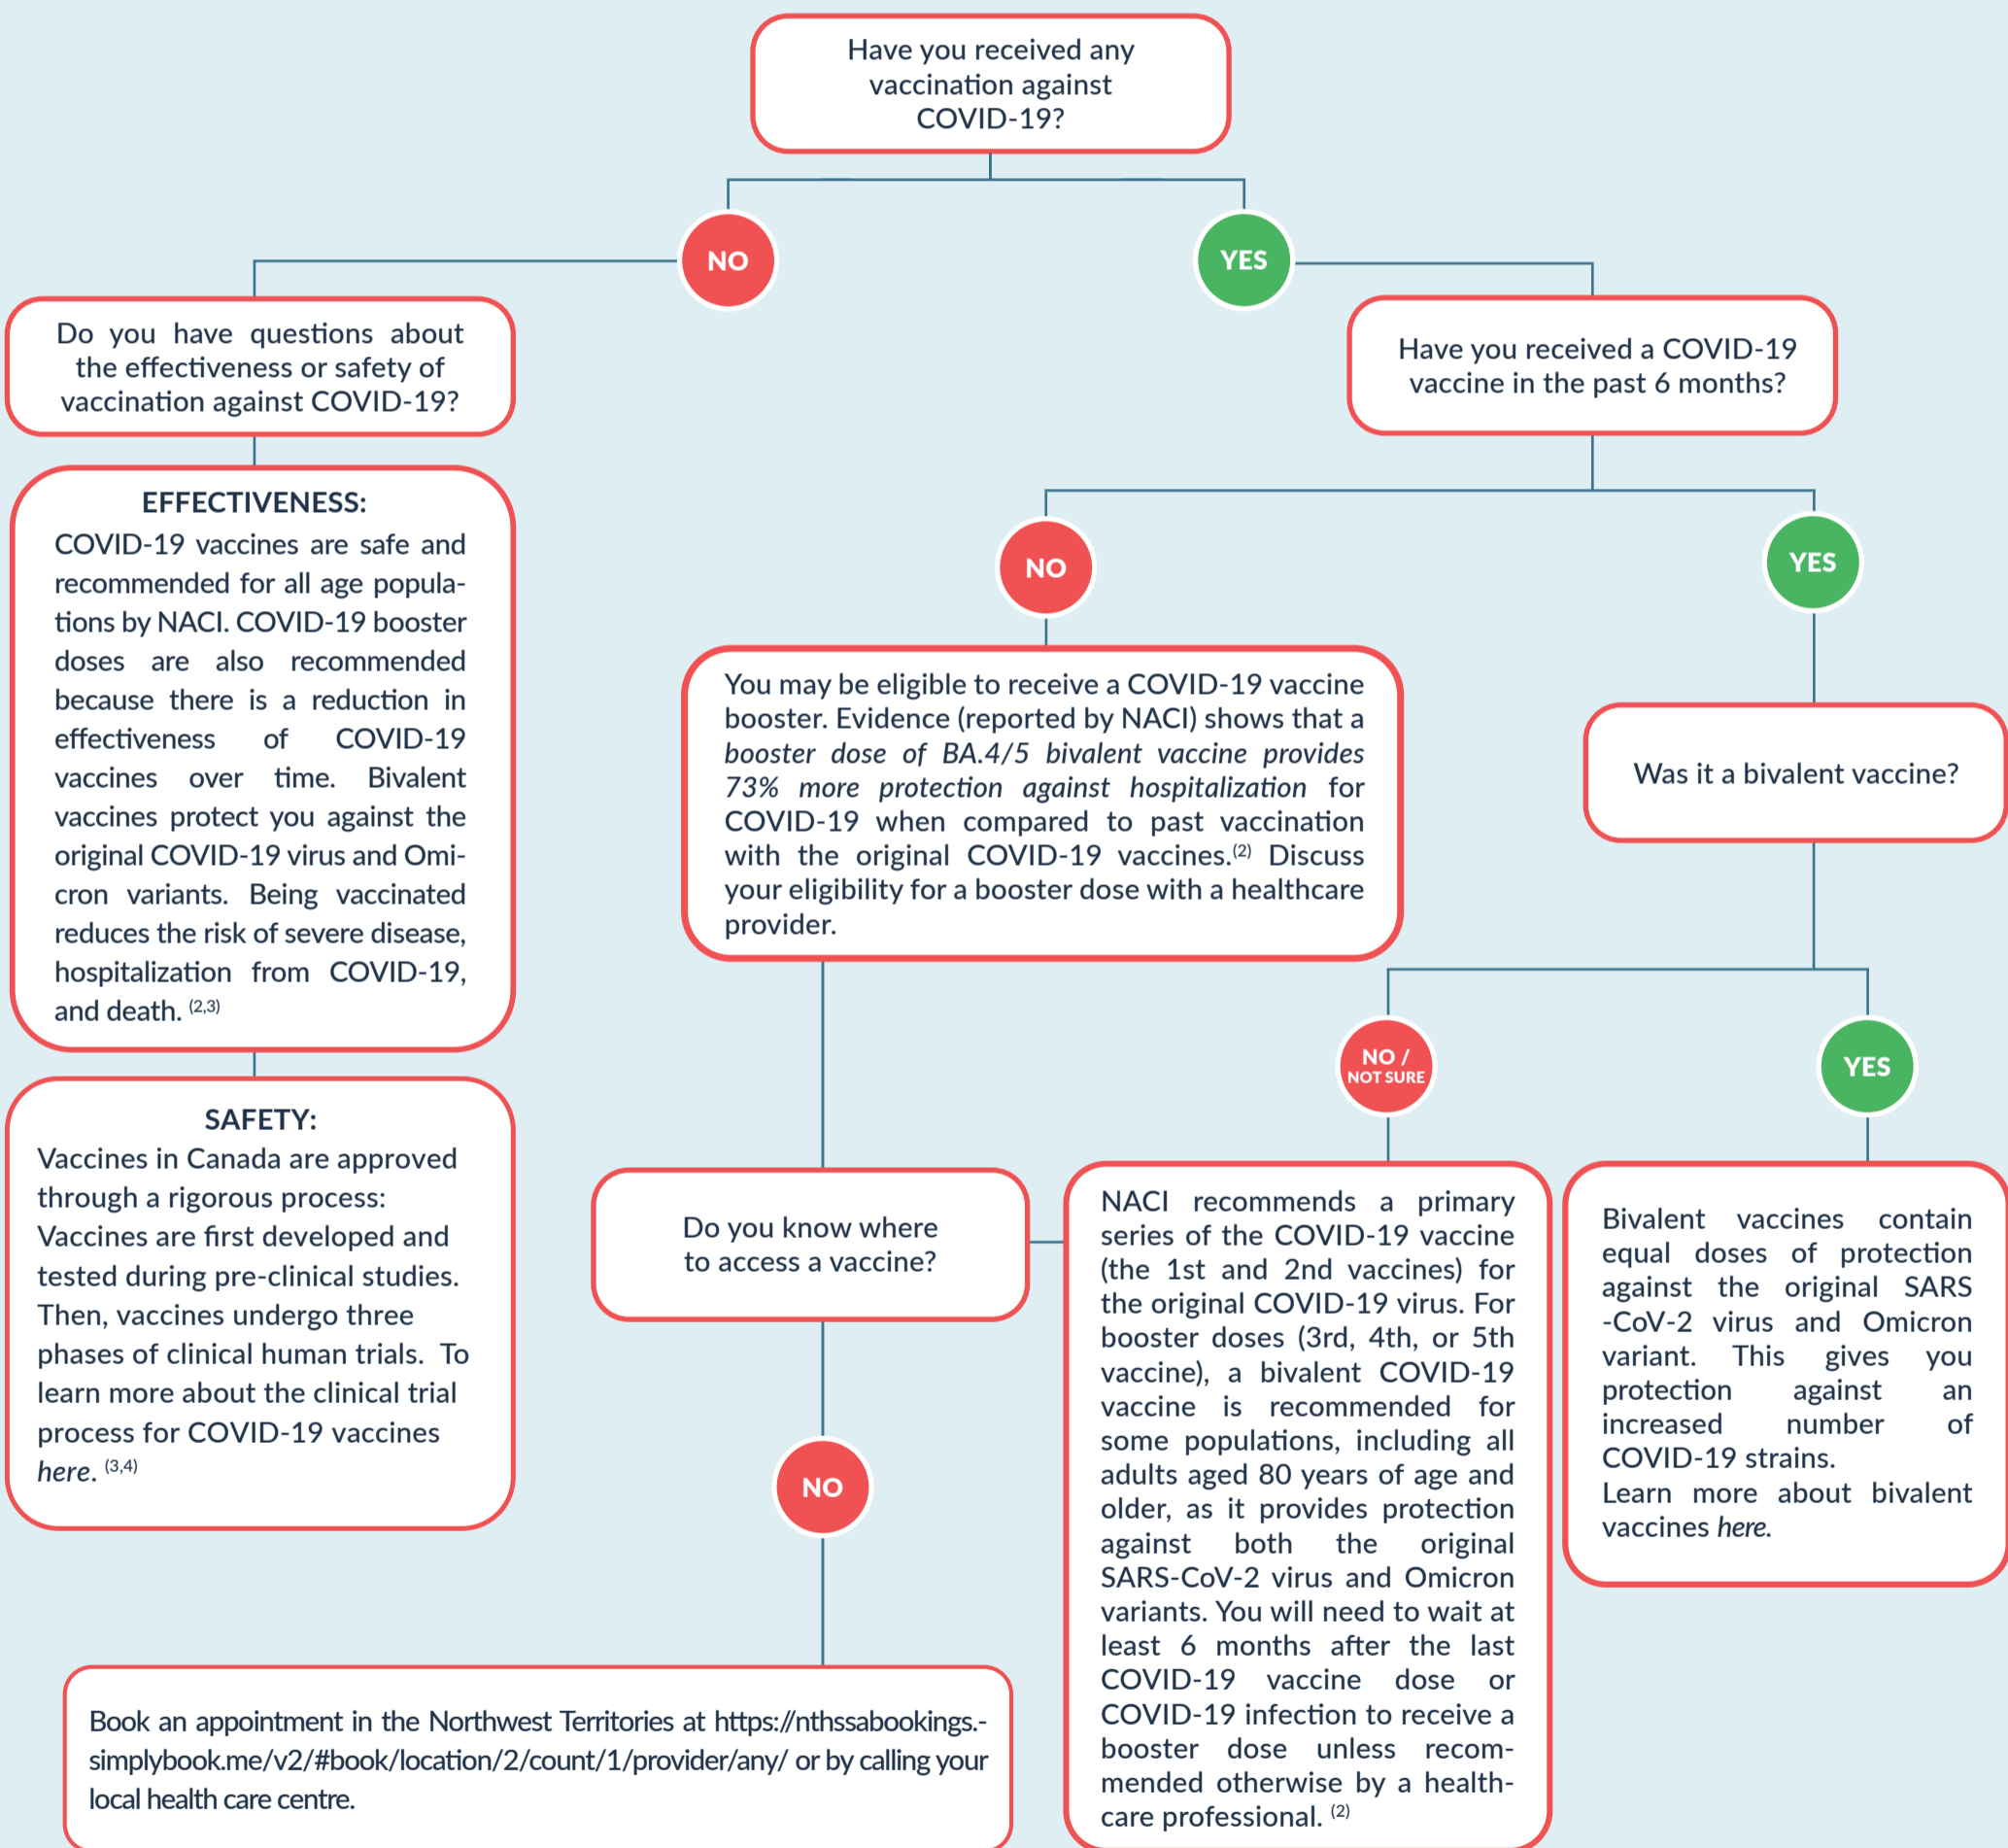 Have you received any
vaccination against
COVID-19?
NO
YES
Do you have questions about
the effectiveness or safety of
vaccination against COVID-19?
Have you received a COVID-19
vaccine in the past 6 months?
EFFECTIVENESS:
COVID-19 vaccines are safe and
recommended for all age popula-
tions by NACI. COVID-19 booster
doses are also recommended
because there is a reduction in
effectiveness of COVID-19
vaccines over time. Bivalent
vaccines protect you against the
original COVID-19 virus and Omi-
cron variants. Being vaccinated
reduces the risk of severe disease,
hospitalization from COVID-19,
and death. (2,3)
SAFETY:
Vaccines in Canada are approved
through a rigorous process:
Vaccines are first developed and
tested during pre-clinical studies.
Then, vaccines undergo three
phases of clinical human trials. To
learn more about the clinical trial
process for COVID-19 vaccines
here. (3,4)
NO
YES
You may be eligible to receive a COVID-19 vaccine
booster. Evidence (reported by NACI) shows that a
booster dose of BA.4/5 bivalent vaccine provides
73% more protection against hospitalization for
COVID-19 when compared to past vaccination
with the original COVID-19 vaccines.(2) Discuss
your eligibility for a booster dose with a healthcare
provider.
Was it a bivalent vaccine?
NO /
NOT SURE
YES
Do you know where
to access a vaccine?
NO
Book an appointment in the Northwest Territories at https://nthssabookings.-
simplybook.me/v2/#book/location/2/count/1/provider/any/ or by calling your
local health care centre.
NACI recommends a primary
series of the COVID-19 vaccine
(the 1st and 2nd vaccines) for
the original COVID-19 virus. For
booster doses (3rd, 4th, or 5th
vaccine), a bivalent COVID-19
vaccine is recommended for
some populations, including all
adults aged 80 years of age and
older, as it provides protection
against both the original
SARS-CoV-2 virus and Omicron
variants. You will need to wait at
least 6 months after the last
COVID-19 vaccine dose or
COVID-19 infection to receive a
booster dose unless recom-
mended otherwise by a health-
care professional. (2)
Bivalent vaccines contain
equal doses of protection
against the original SARS
-CoV-2 virus and Omicron
variant. This gives you
protection against an
increased number of
COVID-19 strains.
Learn more about bivalent
vaccines here.